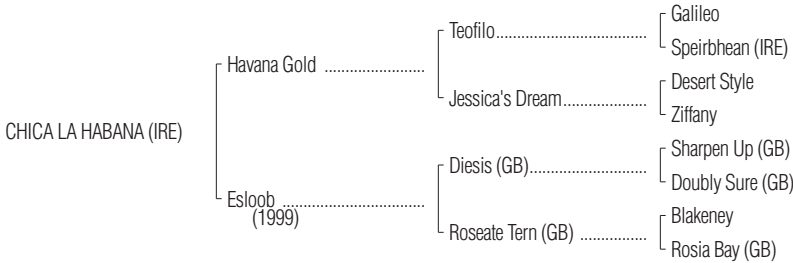 Galileo
Teofilo
Speirbhean (IRE)
Havana Gold
Desert Style
Jessica's Dream
Ziffany
CHICA LA HABANA (IRE)
Sharpen Up (GB)
Diesis (GB)
Doubly Sure (GB)
Esloob
(1999)
Blakeney
Roseate Tern (GB)
Rosia Bay (GB)